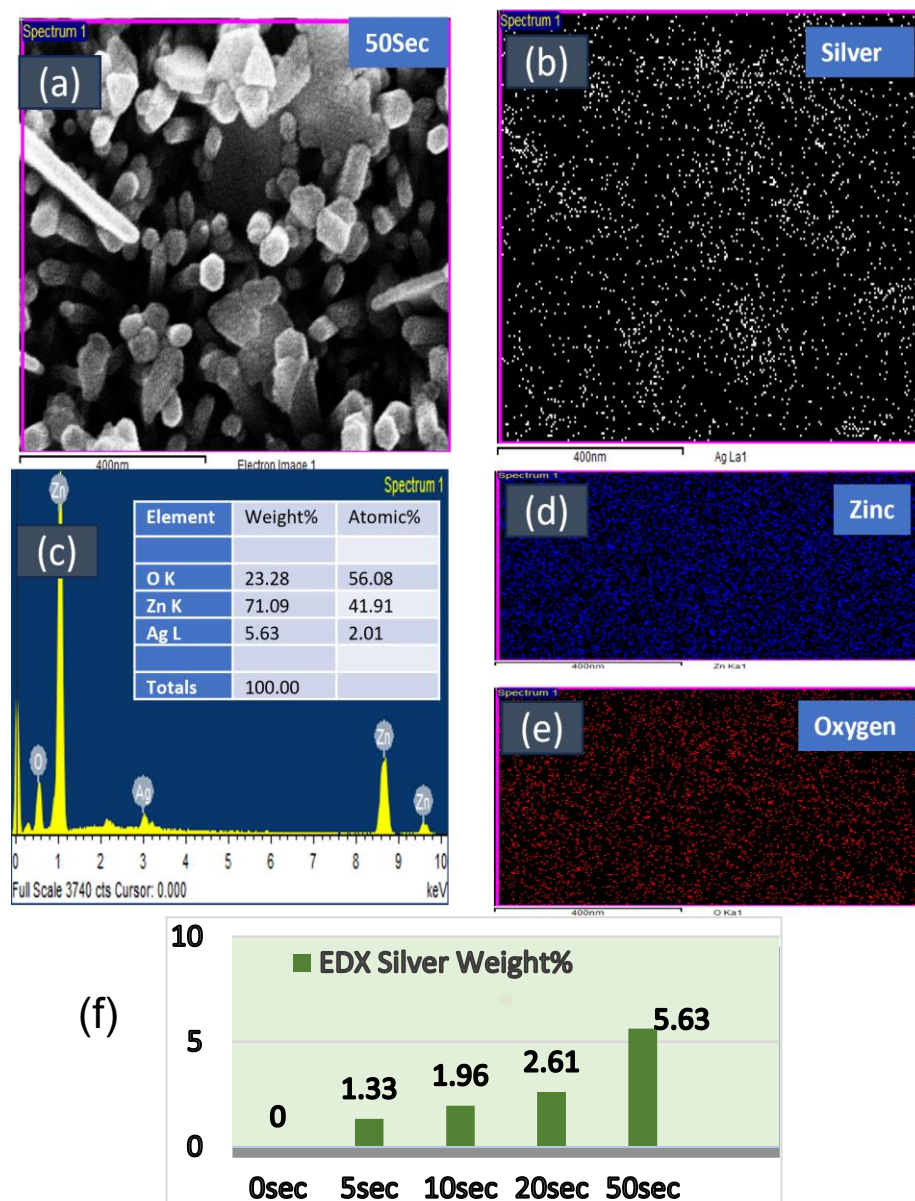 Spectrum 1
50Sec
(a)
400nm
Electron Image 1
Spectrum 1
Silver
(b)
400nm
Ag La1
Spectrum 1
(c)
Zn
O
Ag
Zn
Zn
Element Weight% Atomic%
O K 23.28 56.08
Zn K 71.09 41.91
Ag L 5.63 2.01
Totals 100.00
0 1 2 3 4 5 6 7 8 9 10
Full Scale 3740 cts Cursor: 0.000
keV
Spectrum 1
(d)
Zinc
400nm
Zn Ka1
Spectrum 1
(e)
Oxygen
400nm
O Ka1
(f)
EDX Silver Weight%
10
5
0
0
1.33
1.96
2.61
5.63
0sec 5sec 10sec 20sec 50sec